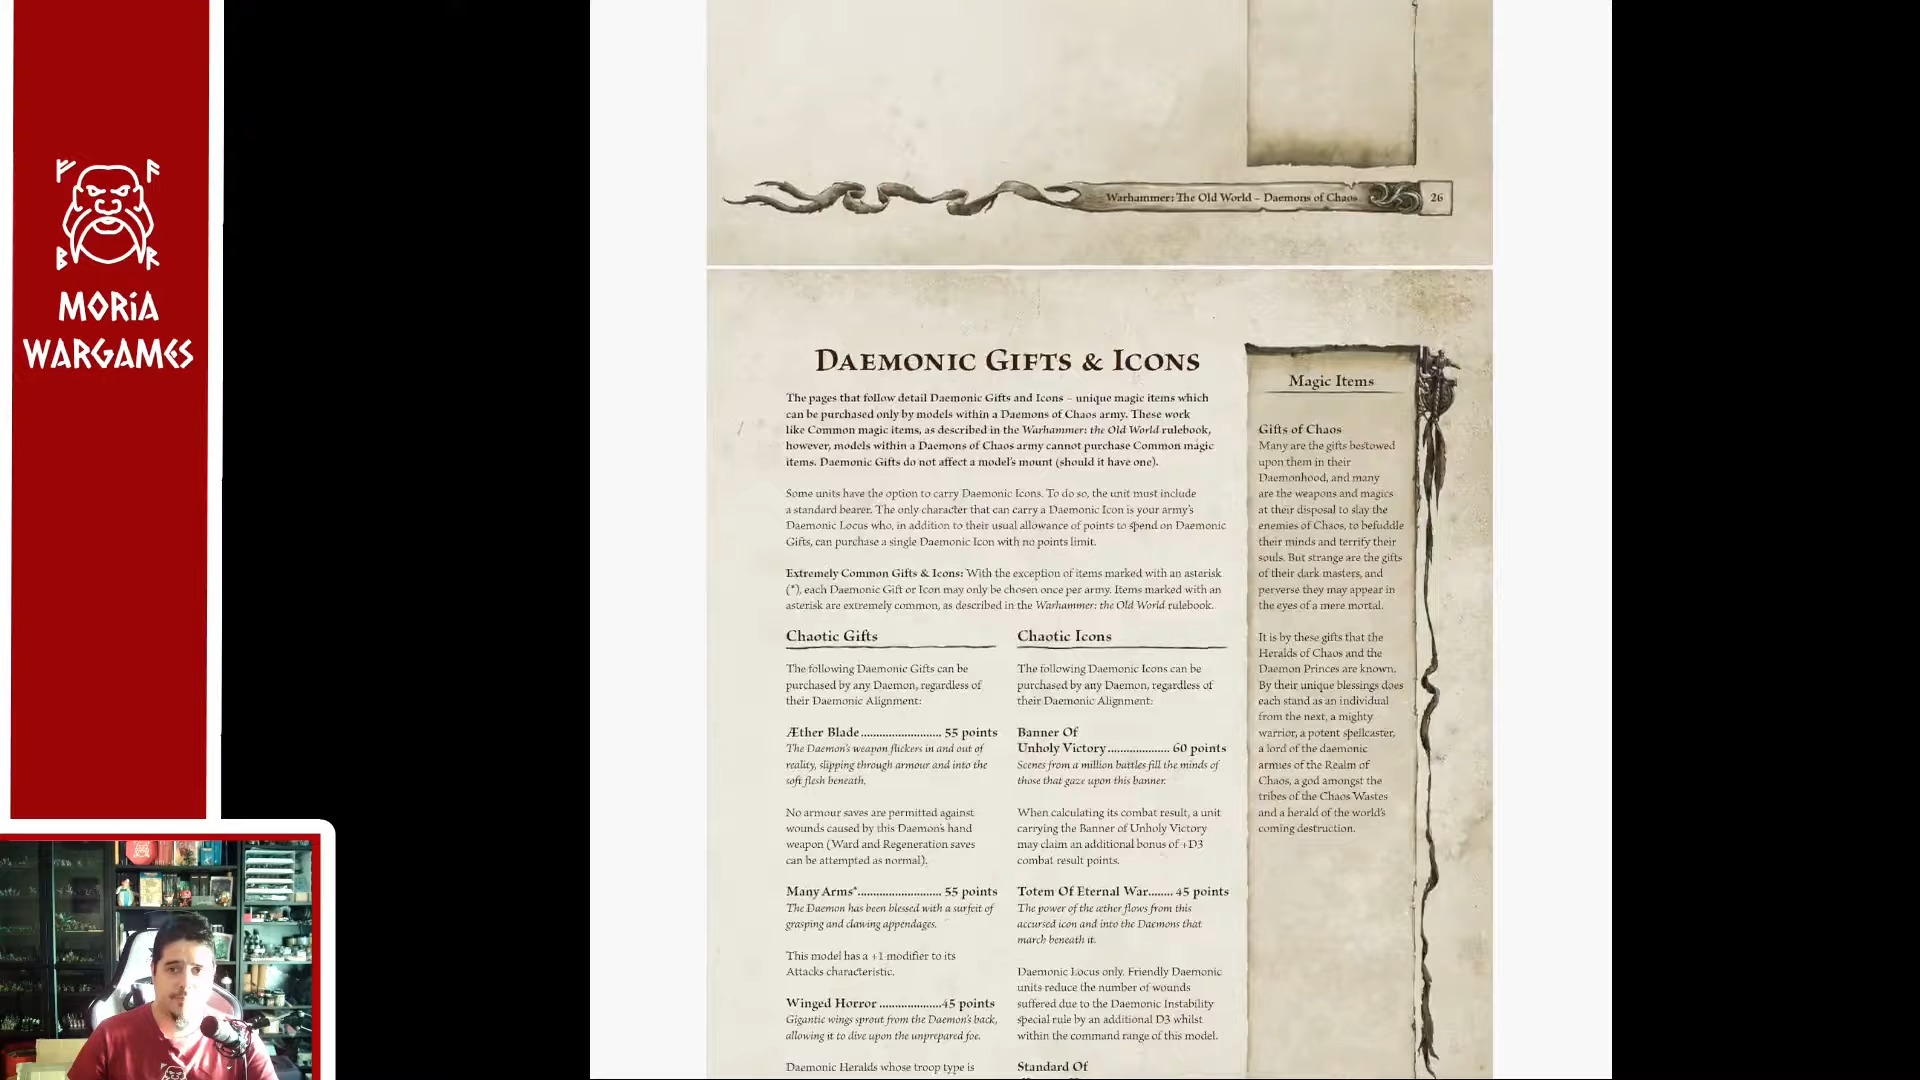 MORIA
WARGAMES
Warhammer: The Old World – Daemons of Chaos
26
DAEMONIC GIFTS & ICONS
The pages that follow detail Daemonic Gifts and Icons – unique magic items which
can be purchased only by models within a Daemons of Chaos army. These work
like Common magic items, as described in the Warhammer: the Old World rulebook,
however, models within a Daemons of Chaos army cannot purchase Common magic
items. Daemonic Gifts do not affect a model's mount (should it have one).
Some units have the option to carry Daemonic Icons. To do so, the unit must include
a standard bearer. The only character that can carry a Daemonic Icon is your army's
Daemonic Locus who, in addition to their usual allowance of points to spend on Daemonic
Gifts, can purchase a single Daemonic Icon with no points limit.
Extremely Common Gifts & Icons: With the exception of items marked with an asterisk
(*), each Daemonic Gift or Icon may only be chosen once per army. Items marked with an
asterisk are extremely common, as described in the Warhammer: the Old World rulebook.
Chaotic Gifts
The following Daemonic Gifts can be
purchased by any Daemon, regardless of
their Daemonic Alignment:
Æther Blade.......................... 55 points
The Daemon's weapon flickers in and out of
reality, slipping through armour and into the
soft flesh beneath.
No armour saves are permitted against
wounds caused by this Daemon's hand
weapon (Ward and Regeneration saves
can be attempted as normal).
Many Arms*........................... 55 points
The Daemon has been blessed with a surfeit of
grasping and clawing appendages.
This model has a +1 modifier to its
Attacks characteristic.
Winged Horror ....................45 points
Gigantic wings sprout from the Daemon's back,
allowing it to dive upon the unprepared foe.
Daemonic Heralds whose troop type is
Chaotic Icons
The following Daemonic Icons can be
purchased by any Daemon, regardless of
their Daemonic Alignment:
Banner Of
Unholy Victory.................... 60 points
Scenes from a million battles fill the minds of
those that gaze upon this banner.
When calculating its combat result, a unit
carrying the Banner of Unholy Victory
may claim an additional bonus of +D3
combat result points.
Totem Of Eternal War........ 45 points
The power of the æther flows from this
accursed icon and into the Daemons that
march beneath it.
Daemonic Locus only. Friendly Daemonic
units reduce the number of wounds
suffered due to the Daemonic Instability
special rule by an additional D3 whilst
within the command range of this model.
Standard Of
Magic Items
Gifts of Chaos
Many are the gifts bestowed
upon them in their
Daemonhood, and many
are the weapons and magics
at their disposal to slay the
enemies of Chaos, to befuddle
their minds and terrify their
souls. But strange are the gifts
of their dark masters, and
perverse they may appear in
the eyes of a mere mortal.
It is by these gifts that the
Heralds of Chaos and the
Daemon Princes are known.
By their unique blessings does
each stand as an individual
from the next, a mighty
warrior, a potent spellcaster,
a lord of the daemonic
armies of the Realm of
Chaos, a god amongst the
tribes of the Chaos Wastes
and a herald of the world's
coming destruction.